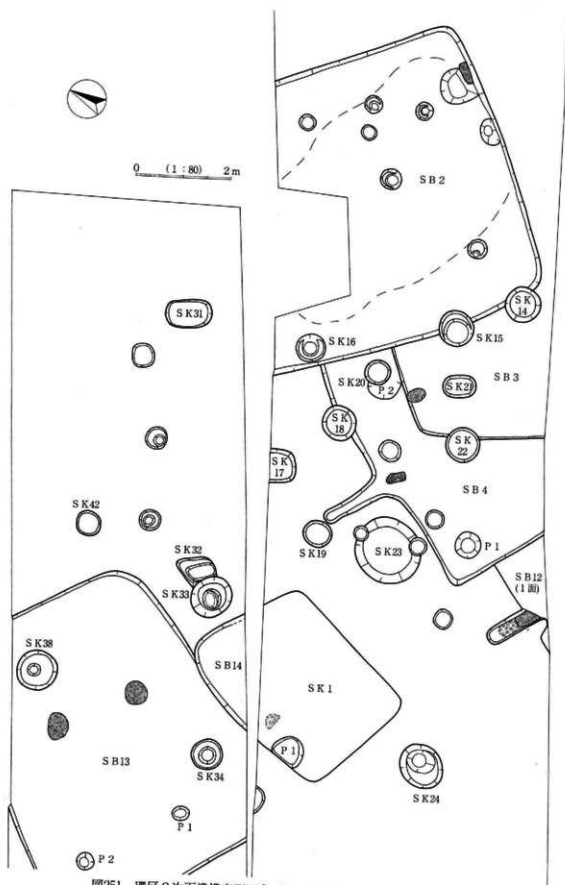 0 (1:80) 2m
SB2
SK14
SK31
SK16
SK15
SK20
P2
SK21
SB3
SK18
SK22
SK17
SB4
SK42
SK19
SK23
P1
SK32
SB12
(1面)
SK33
SK38
SB14
SK1
P1
SB13
SK34
SK24
P1
P2
図251